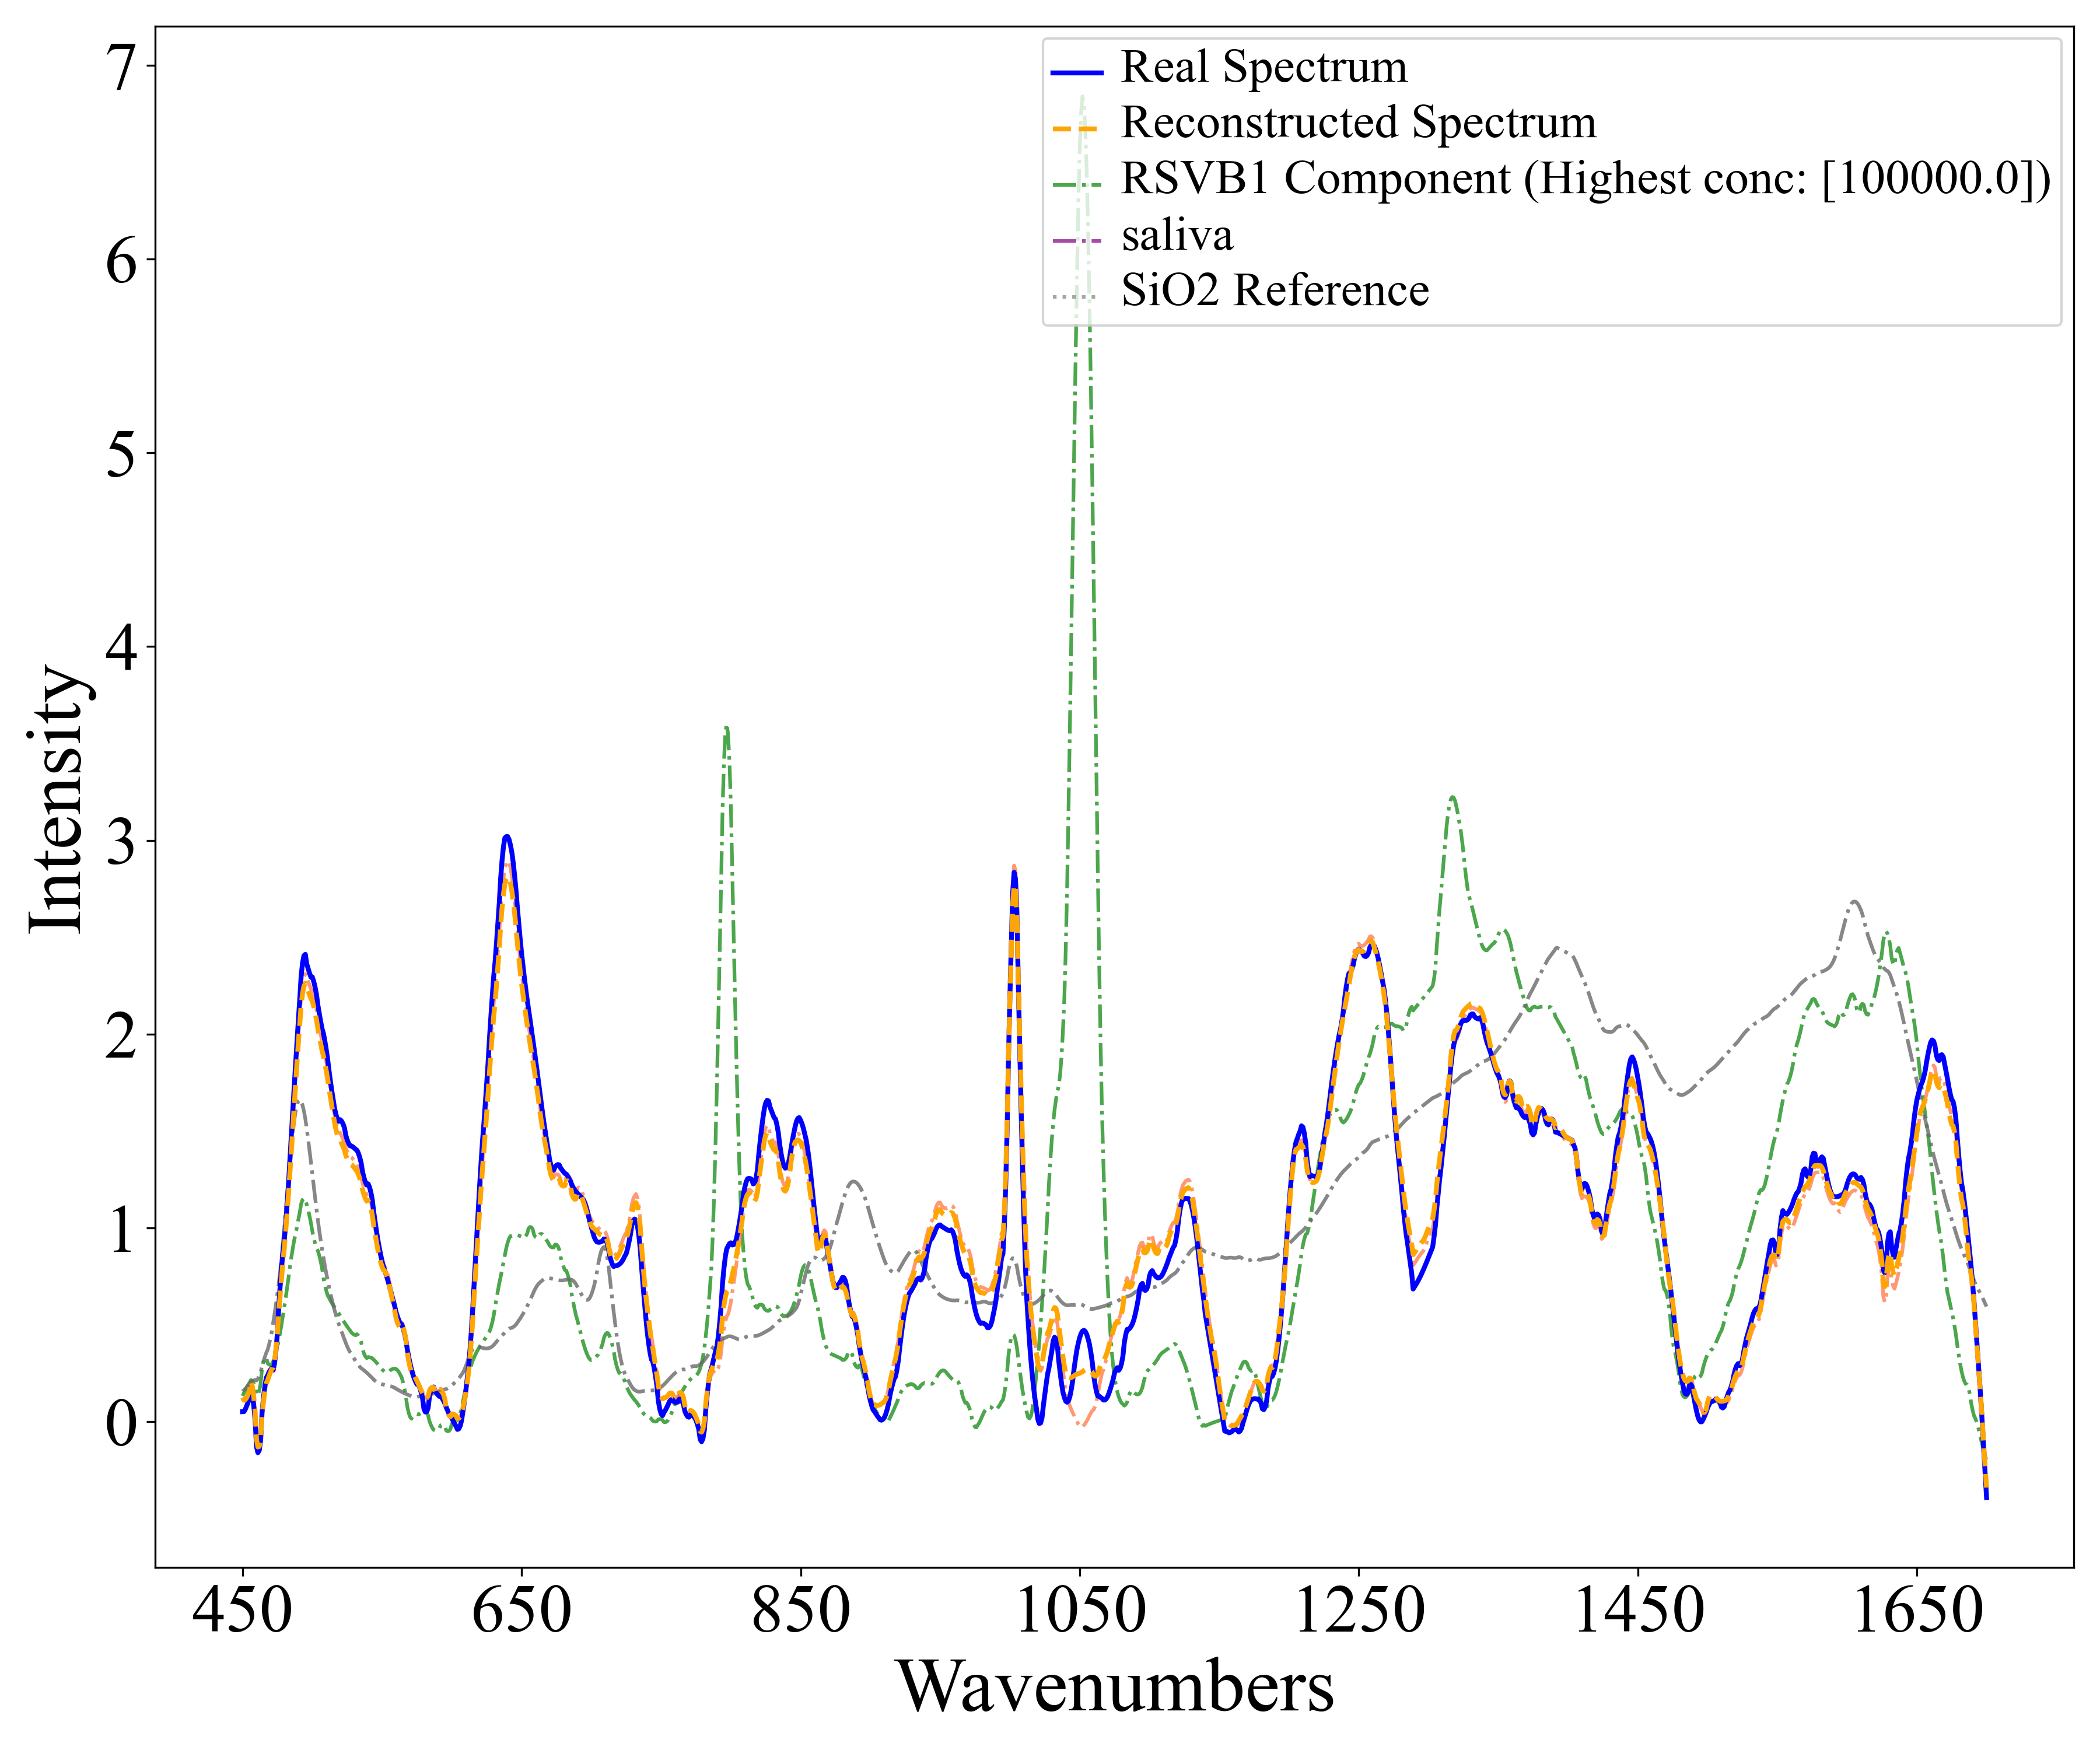 Real Spectrum
Reconstructed Spectrum
RSVB1 Component (Highest conc: [100000.0])
saliva
SiO2 Reference
7
6
5
4
3
2
1
0
Intensity
450 650 850 1050 1250 1450 1650
Wavenumbers